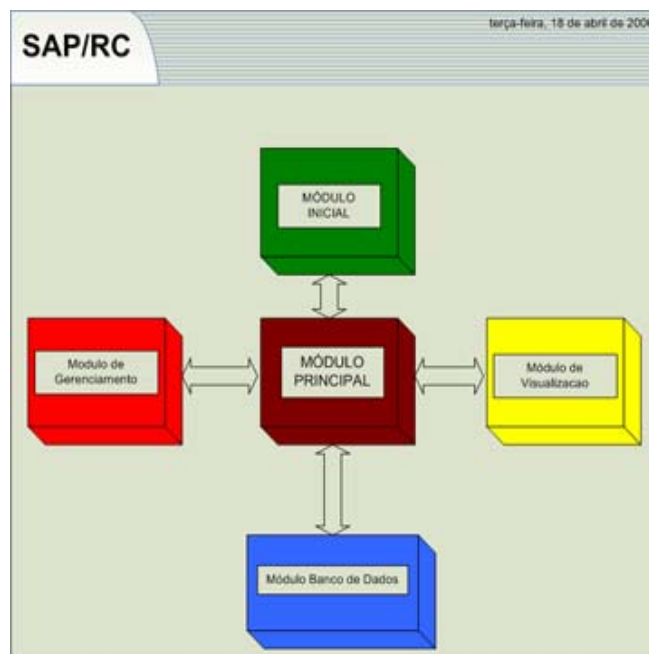 terça-feira, 18 de abril de 2006
SAP/RC
MÓDULO
INICIAL
Modulo de
Gerenciamento
MÓDULO
PRINCIPAL
Módulo de
Visualizacao
Módulo Banco de Dados